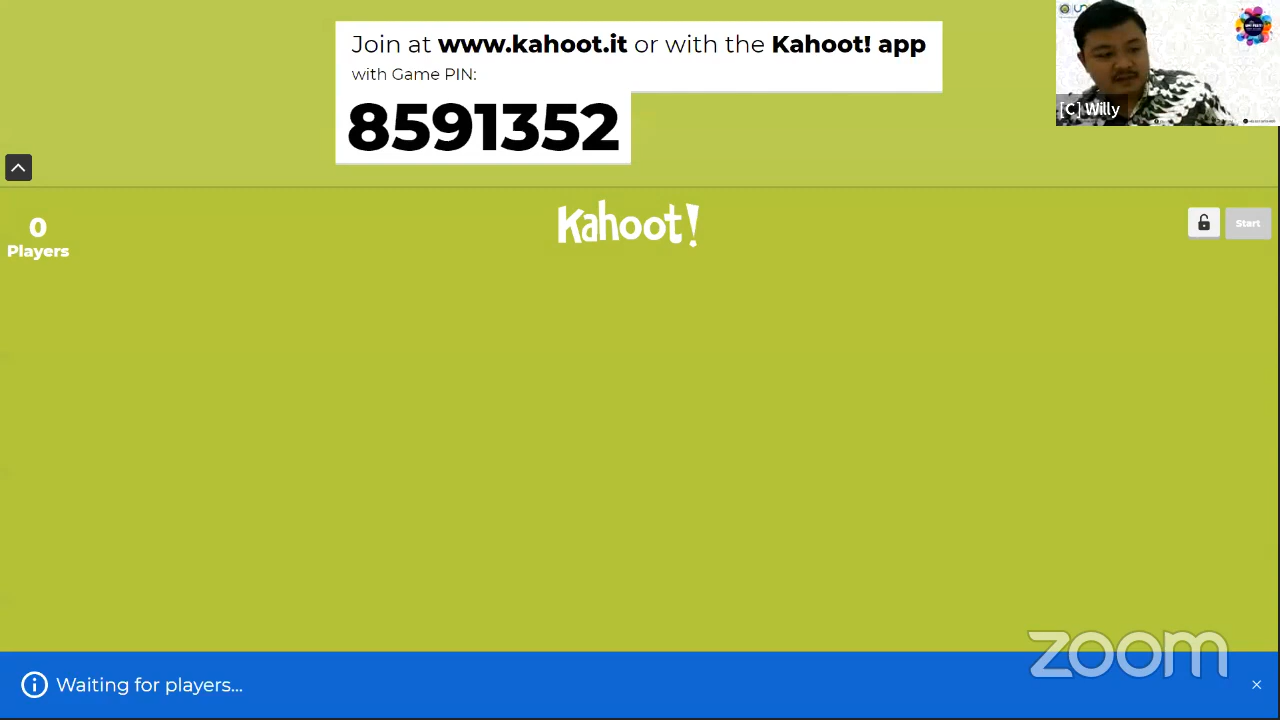 Join at www.kahoot.it or with the Kahoot! app
with Game PIN:
8591352
[C] Willy
0
Players
Kahoot!
Start
Waiting for players...
zoom